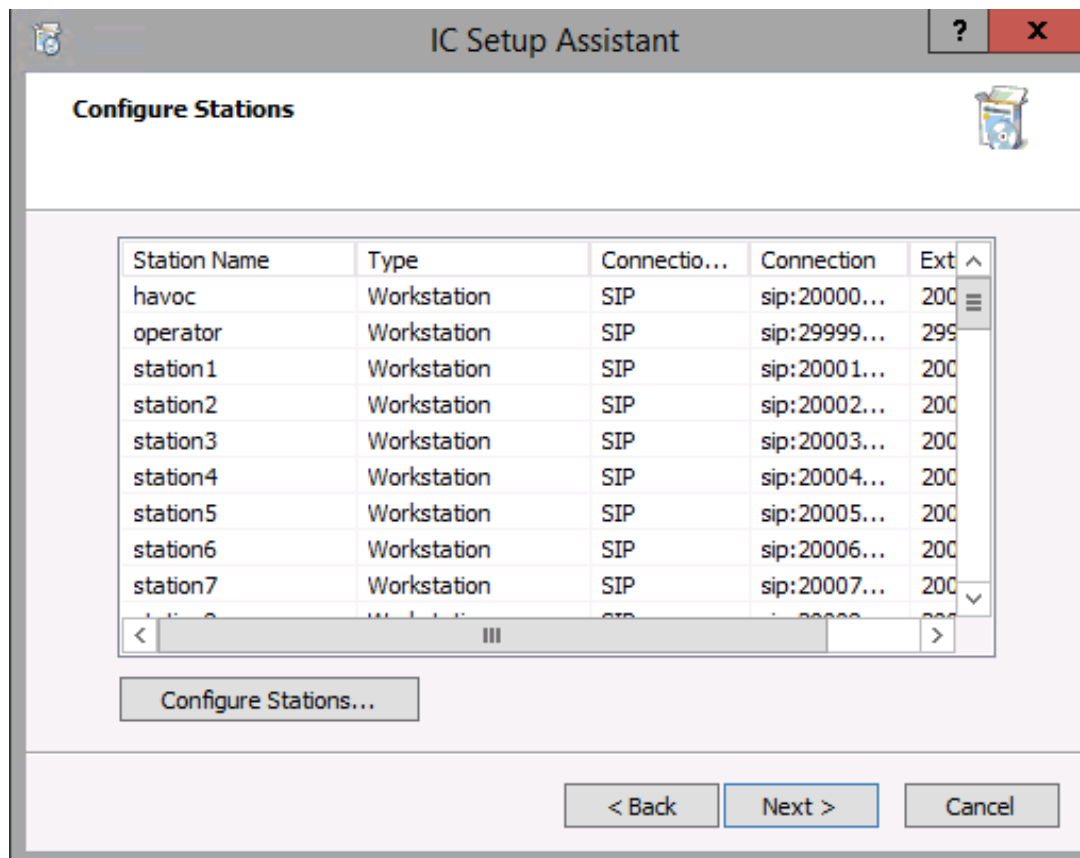 IC Setup Assistant ? x
Configure Stations
Station Name Type Connectio... Connection Ext
havoc Workstation SIP sip:20000... 200
operator Workstation SIP sip:29999... 299
station1 Workstation SIP sip:20001... 200
station2 Workstation SIP sip:20002... 200
station3 Workstation SIP sip:20003... 200
station4 Workstation SIP sip:20004... 200
station5 Workstation SIP sip:20005... 200
station6 Workstation SIP sip:20006... 200
station7 Workstation SIP sip:20007... 200
Configure Stations...
< Back Next > Cancel